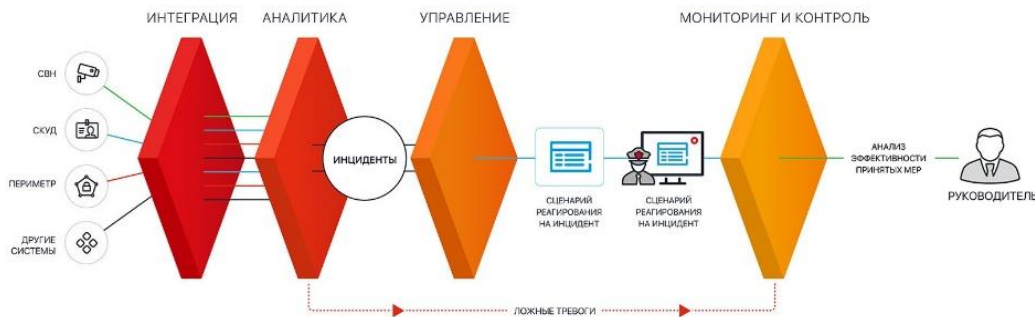 ИНТЕГРАЦИЯ
АНАЛИТИКА
УПРАВЛЕНИЕ
МОНИТОРИНГ И КОНТРОЛЬ
СВН
СКУД
ПЕРИМЕТР
ДРУГИЕ
СИСТЕМЫ
ИНЦИДЕНТЫ
СЦЕНАРИЙ
РЕАГИРОВАНИЯ
НА ИНЦИДЕНТ
СЦЕНАРИЙ
РЕАГИРОВАНИЯ
НА ИНЦИДЕНТ
АНАЛИЗ
ЭФФЕКТИВНОСТИ
ПРИНЯТЫХ МЕР
РУКОВОДИТЕЛЬ
ЛОЖНЫЕ ТРЕВОГИ